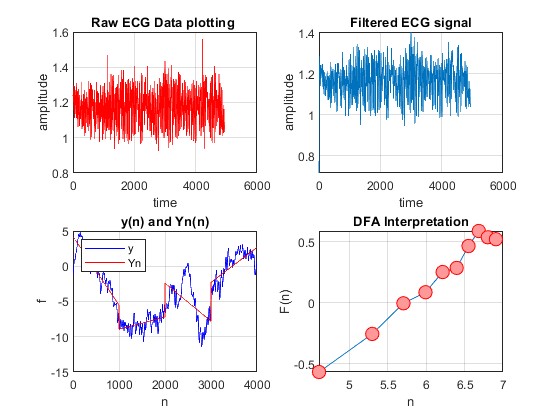 Raw ECG Data plotting
1.6
1.4
1.2
1
0.8
amplitude
0
2000
4000
6000
time
Filtered ECG signal
1.4
1.2
1
0.8
amplitude
0
2000
4000
6000
time
y(n) and Yn(n)
5
0
-5
-10
-15
f
y
Yn
0
1000
2000
3000
4000
n
DFA Interpretation
0.5
0
-0.5
F(n)
5
5.5
6
6.5
7
n